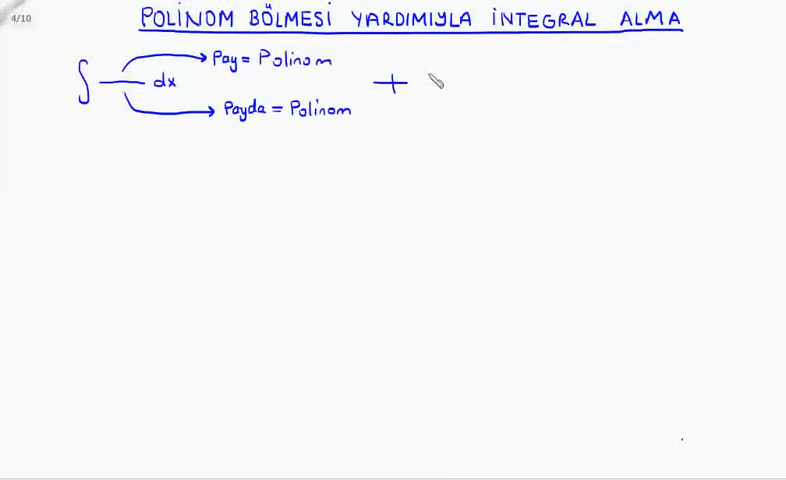 4/10
POLİNOM BÖLMESİ YARDIMIYLA İNTEGRAL ALMA
Pay = Polinom
∫ — dx +
Payda = Polinom